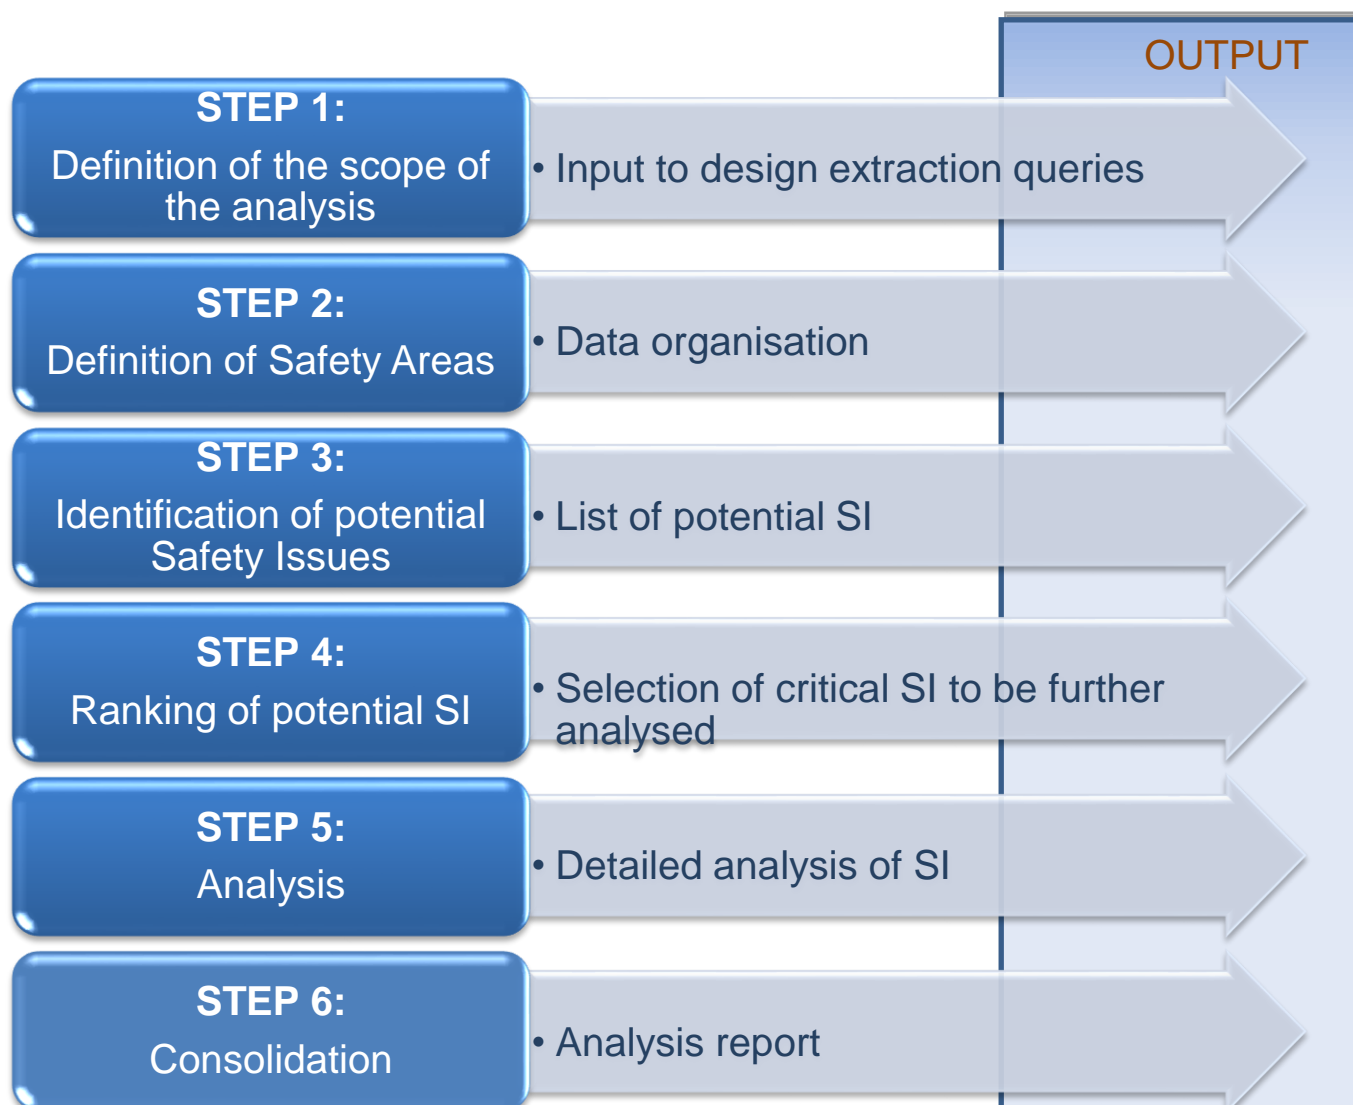 OUTPUT
STEP 1:
Definition of the scope of
the analysis
• Input to design extraction queries
STEP 2:
Definition of Safety Areas
• Data organisation
STEP 3:
Identification of potential
Safety Issues
• List of potential SI
STEP 4:
Ranking of potential SI
• Selection of critical SI to be further
analysed
STEP 5:
Analysis
• Detailed analysis of SI
STEP 6:
Consolidation
• Analysis report